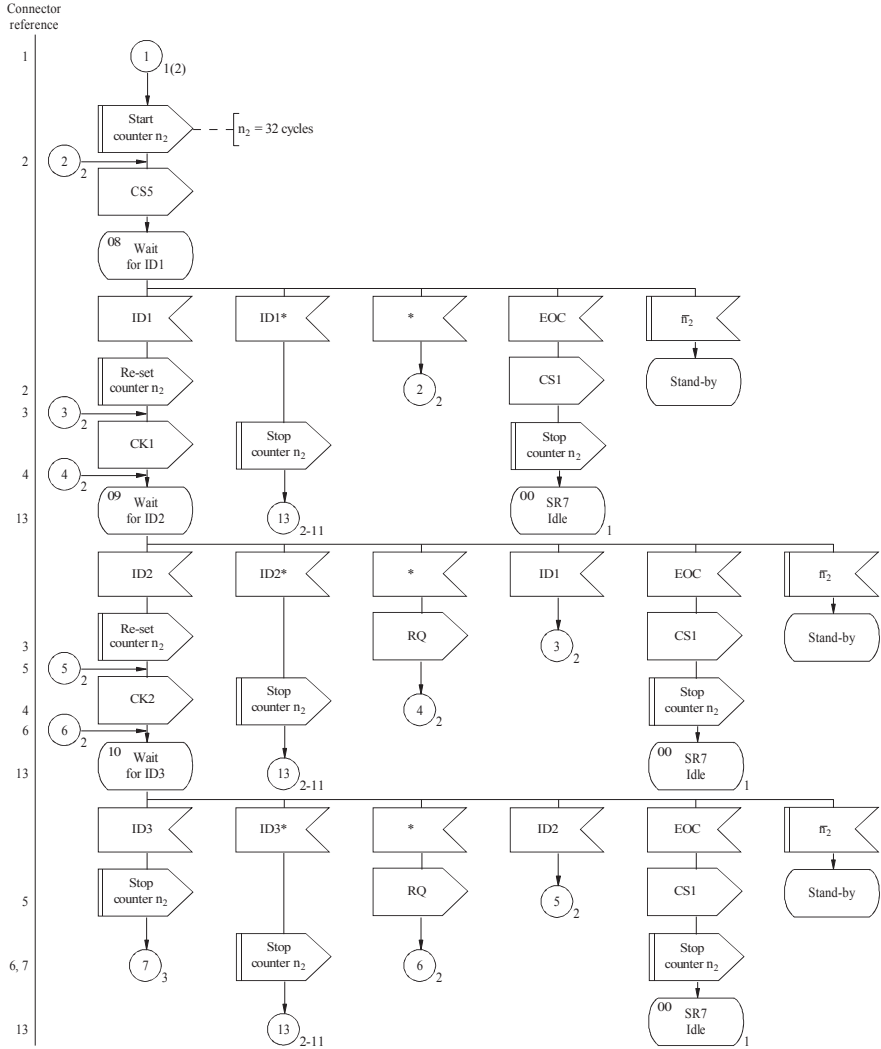 Connector
reference
1
1
1(2)
Start
counter n2
n2 = 32 cycles
2
2
2
CS5
08
Wait
for ID1
ID1
ID1*
*
EOC
n̅2
2
Re-set
counter n2
2
2
CS1
Stand-by
3
3
2
CK1
Stop
counter n2
Stop
counter n2
4
4
2
13
09
Wait
for ID2
13
2-11
00
SR7
Idle
1
ID2
ID2*
*
ID1
EOC
n̅2
3
Re-set
counter n2
RQ
3
2
CS1
Stand-by
5
5
2
4
CK2
Stop
counter n2
4
2
Stop
counter n2
6
6
2
13
10
Wait
for ID3
13
2-11
00
SR7
Idle
1
ID3
ID3*
*
ID2
EOC
n̅2
5
Stop
counter n2
RQ
5
2
CS1
Stand-by
6, 7
7
3
Stop
counter n2
6
2
Stop
counter n2
13
13
2-11
00
SR7
Idle
1